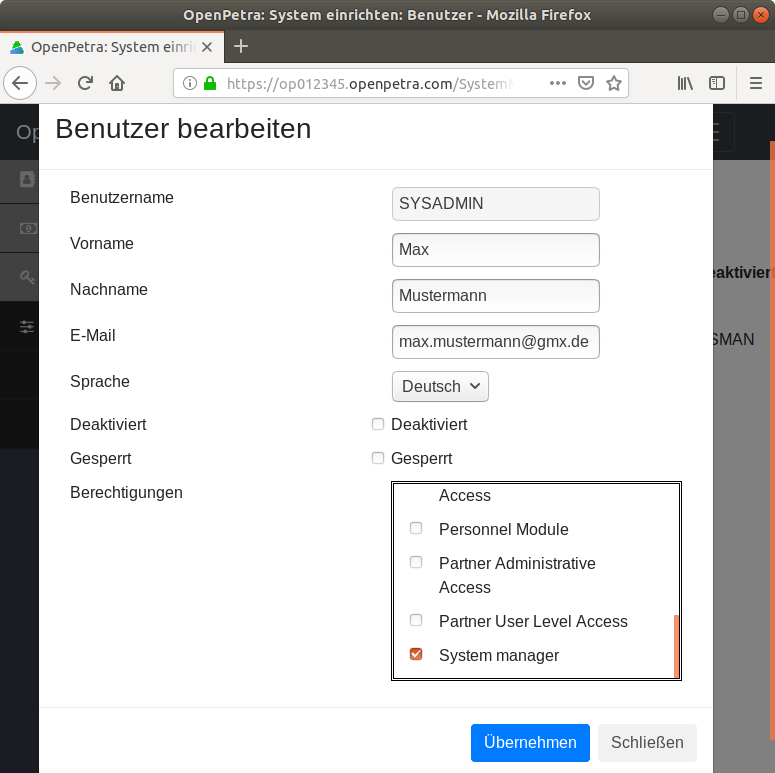 OpenPetra: System einrichten: Benutzer - Mozilla Firefox
OpenPetra: System einri
https://op012345.openpetra.com/SystemM
Op
Benutzer bearbeiten
Benutzername SYSADMIN
Vorname Max
Nachname Mustermann
eaktiviert
E-Mail max.mustermann@gmx.de
SMAN
Sprache Deutsch
Deaktiviert Deaktiviert
Gesperrt Gesperrt
Berechtigungen Access
Personnel Module
Partner Administrative
Access
Partner User Level Access
System manager
Übernehmen Schließen